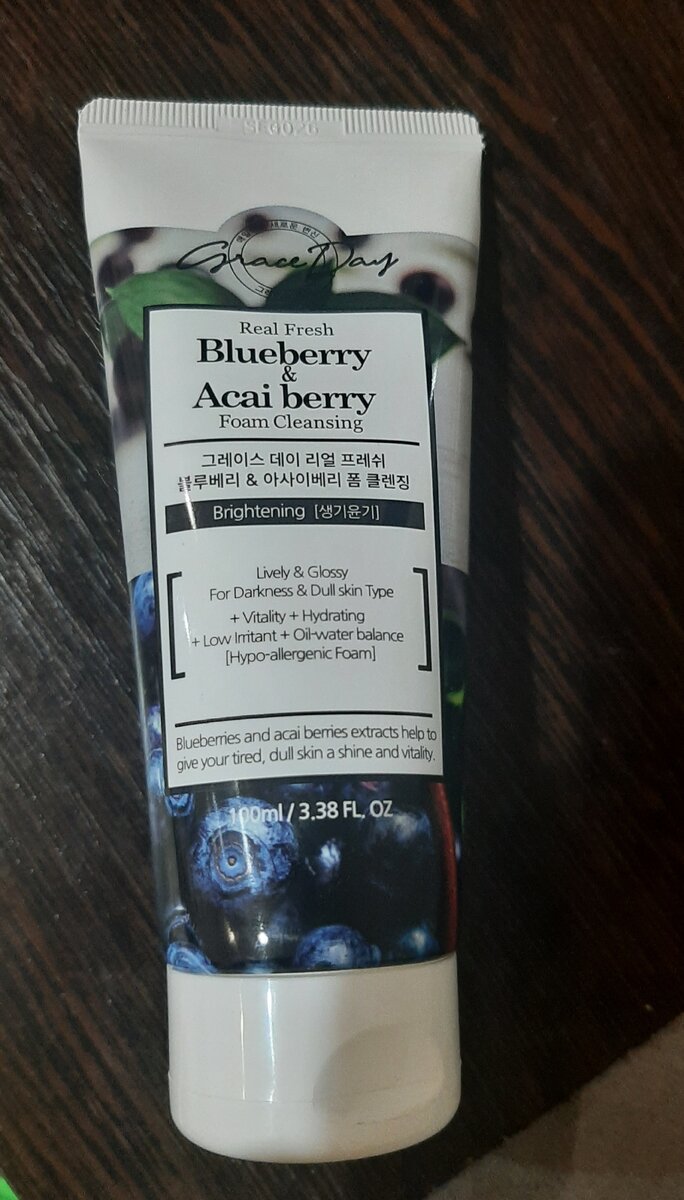 Grace Day
Real Fresh
Blueberry
&
Acai berry
Foam Cleansing
그레이스 데이 리얼 프레쉬
블루베리 & 아사이베리 폼 클렌징
Brightening [생기윤기]
Lively & Glossy
For Darkness & Dull skin Type
+ Vitality + Hydrating
+ Low Irritant + Oil-water balance
[Hypo-allergenic Foam]
Blueberries and acai berries extracts help to
give your tired, dull skin a shine and vitality.
100ml / 3.38 FL. OZ